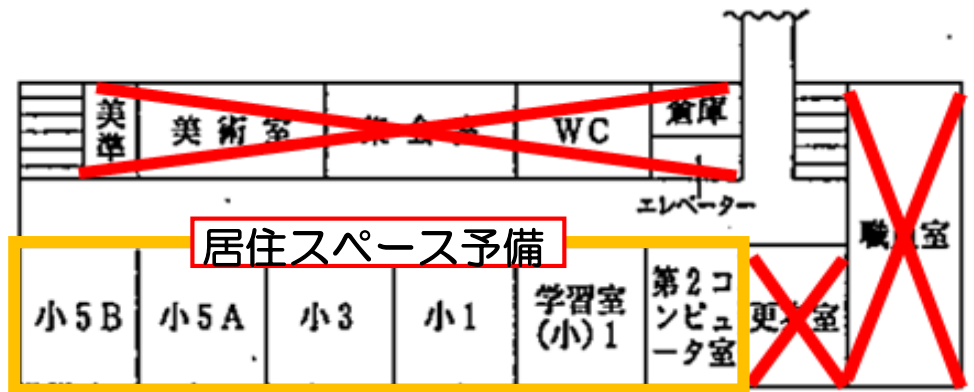 美準
美術室
WC
倉庫
エレベーター
職員室
居住スペース予備
小5B
小5A
小3
小1
学習室
(小)1
第2コ
ンピュ
ータ室
更衣室